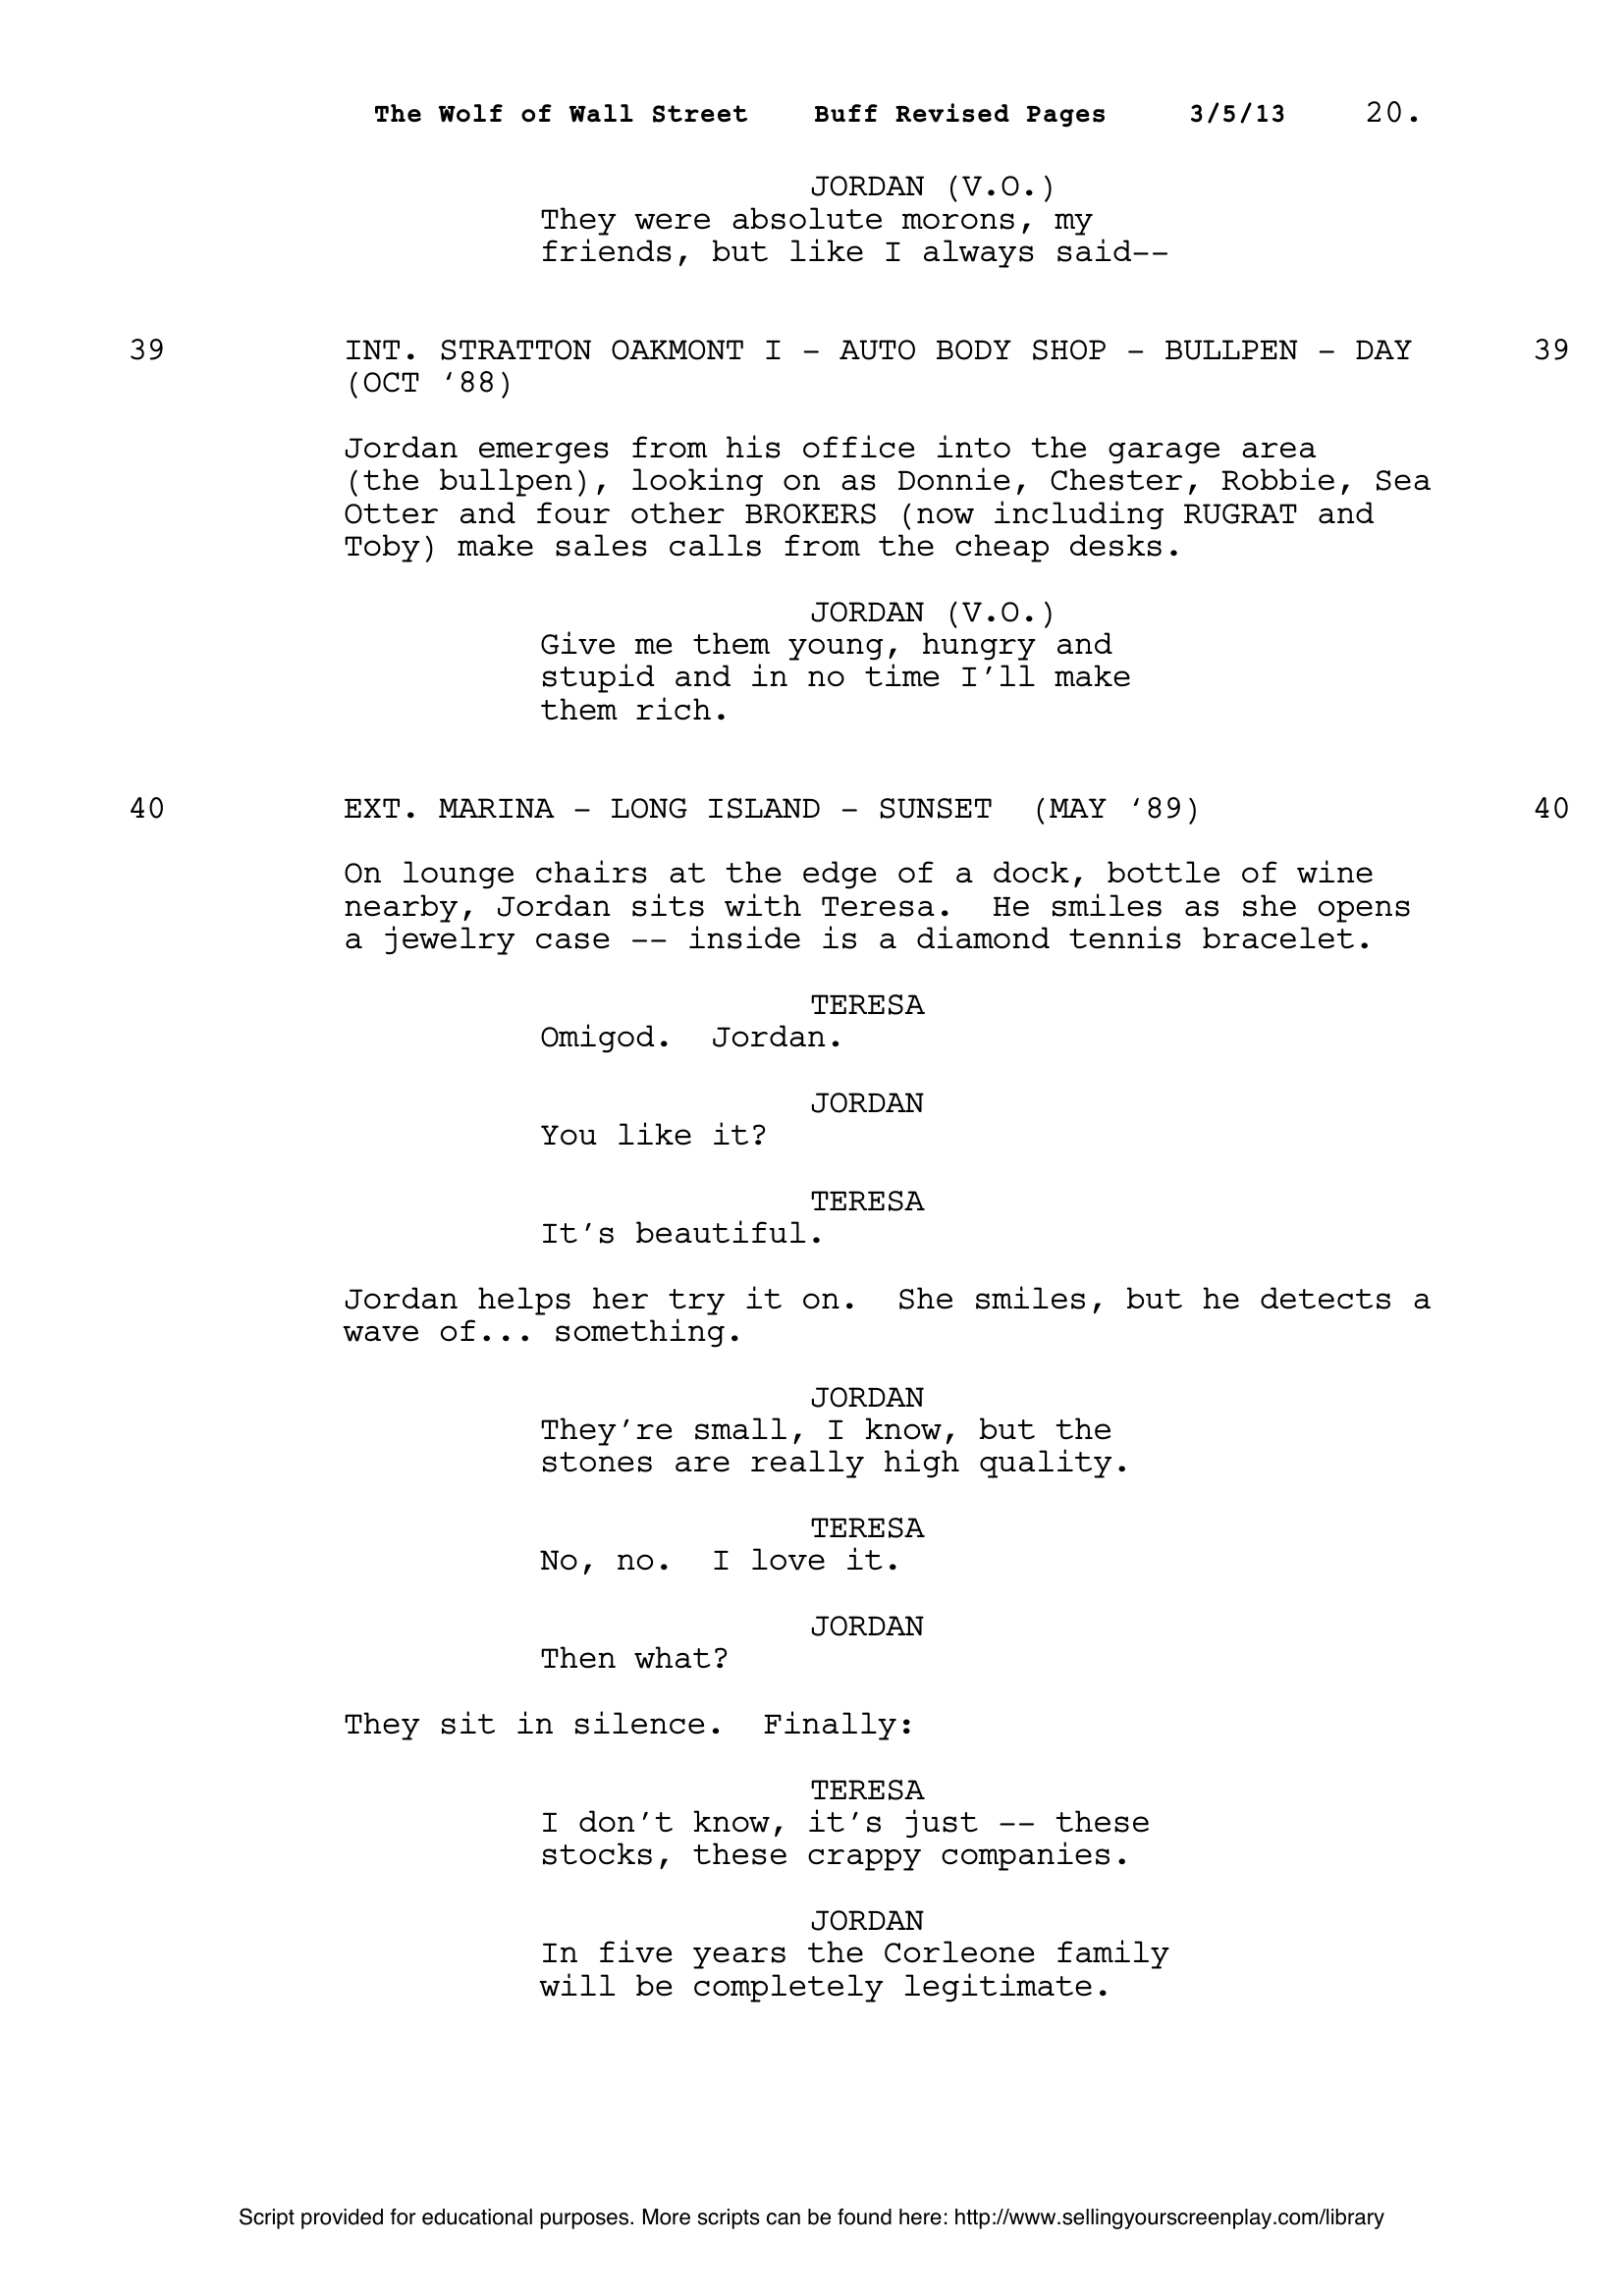 The Wolf of Wall Street    Buff Revised Pages    3/5/13    20.
JORDAN (V.O.)
They were absolute morons, my
friends, but like I always said--
39 INT. STRATTON OAKMONT I - AUTO BODY SHOP - BULLPEN - DAY 39
(OCT ‘88)
Jordan emerges from his office into the garage area
(the bullpen), looking on as Donnie, Chester, Robbie, Sea
Otter and four other BROKERS (now including RUGRAT and
Toby) make sales calls from the cheap desks.
JORDAN (V.O.)
Give me them young, hungry and
stupid and in no time I’ll make
them rich.
40 EXT. MARINA - LONG ISLAND - SUNSET  (MAY ‘89) 40
On lounge chairs at the edge of a dock, bottle of wine
nearby, Jordan sits with Teresa.  He smiles as she opens
a jewelry case -- inside is a diamond tennis bracelet.
TERESA
Omigod.  Jordan.
JORDAN
You like it?
TERESA
It’s beautiful.
Jordan helps her try it on.  She smiles, but he detects a
wave of... something.
JORDAN
They’re small, I know, but the
stones are really high quality.
TERESA
No, no.  I love it.
JORDAN
Then what?
They sit in silence.  Finally:
TERESA
I don’t know, it’s just -- these
stocks, these crappy companies.
JORDAN
In five years the Corleone family
will be completely legitimate.
Script provided for educational purposes. More scripts can be found here: http://www.sellingyourscreenplay.com/library